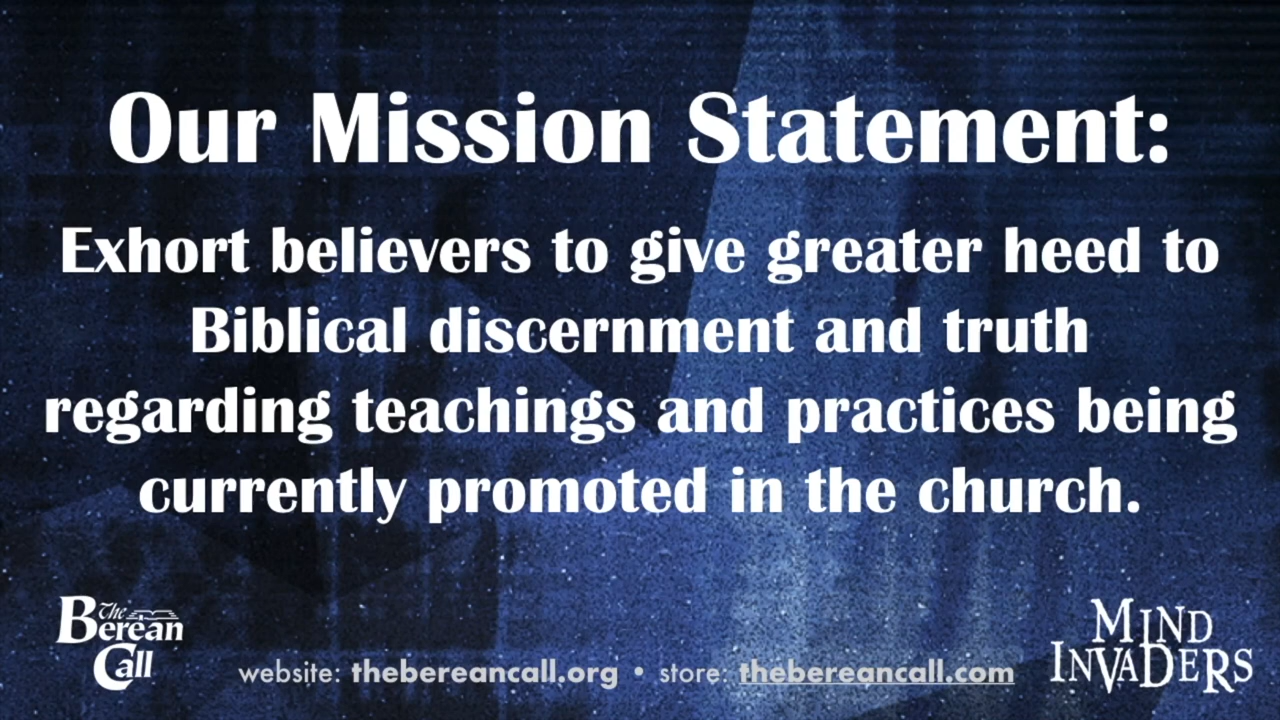 Our Mission Statement:
Exhort believers to give greater heed to
Biblical discernment and truth
regarding teachings and practices being
currently promoted in the church.
The
Berean
Call
website: thebereancall.org • store: thebereancall.com
MIND
INVADERS